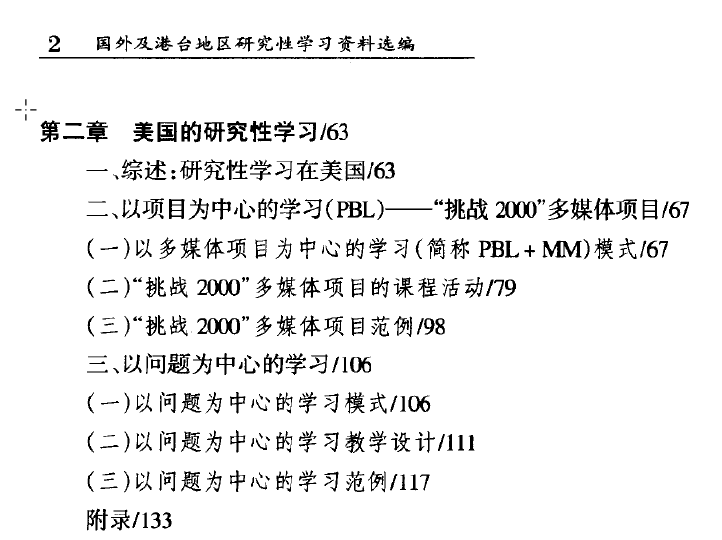 2 国外及港台地区研究性学习资料选编
第二章 美国的研究性学习/63
一、综述:研究性学习在美国/63
二、以项目为中心的学习(PBL)——“挑战 2000”多媒体项目/67
(一)以多媒体项目为中心的学习(简称 PBL + MM)模式/67
(二)“挑战 2000”多媒体项目的课程活动/79
(三)“挑战 2000”多媒体项目范例/98
三、以问题为中心的学习/106
(一)以问题为中心的学习模式/106
(二)以问题为中心的学习教学设计/111
(三)以问题为中心的学习范例/117
附录/133